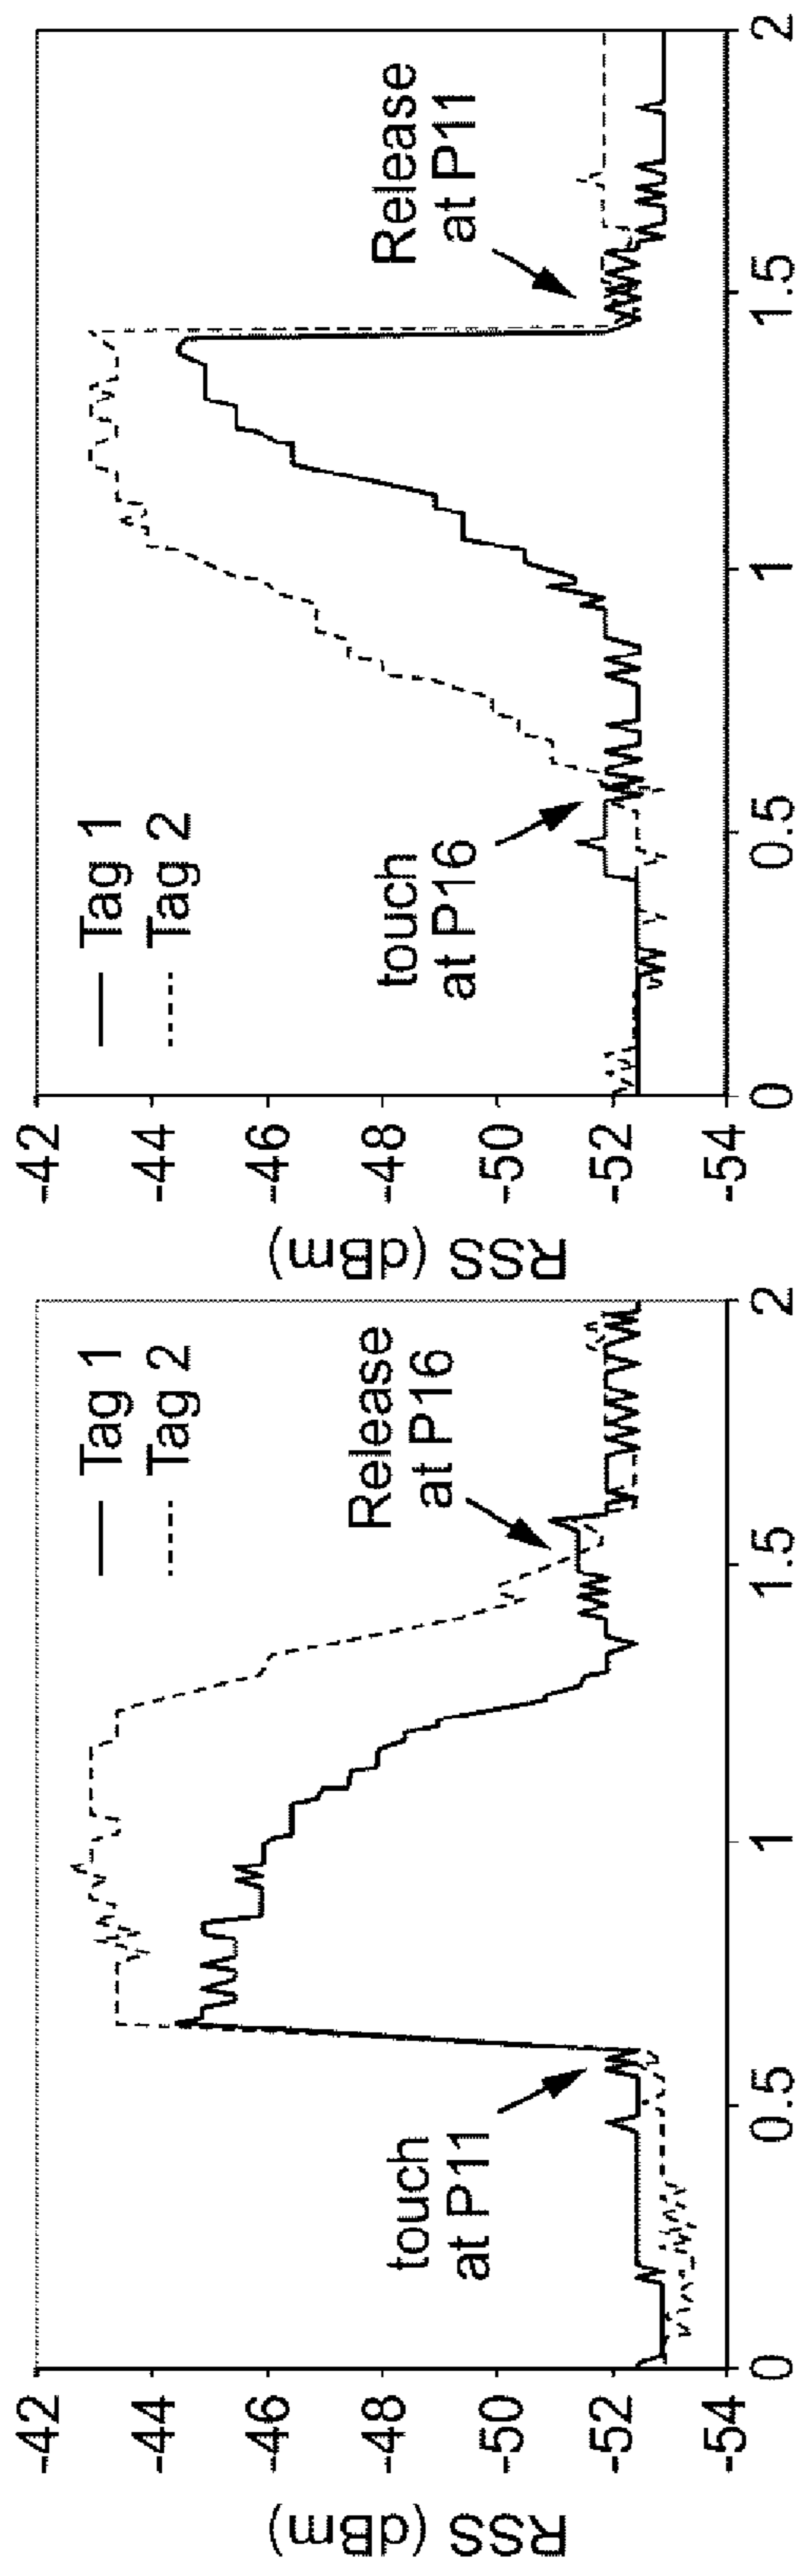 RSS (dBm)
-42
-44
-46
-48
-50
-52
-54
Tag 1
Tag 2
touch
at P11
Release
at P16
0
0.5
1
1.5
2
RSS (dBm)
-42
-44
-46
-48
-50
-52
-54
Tag 1
Tag 2
touch
at P16
Release
at P11
0
0.5
1
1.5
2